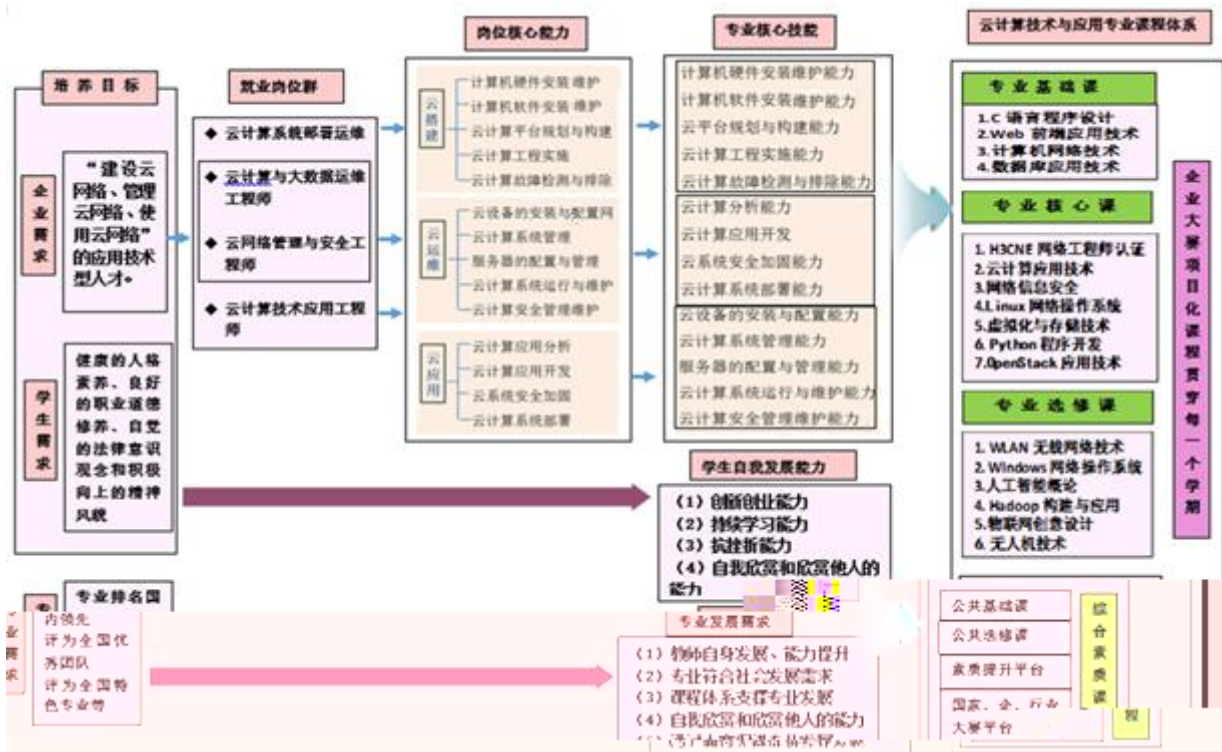 培养目标
企业需求
“建设云
网络、管理
云网络、使
用云网络”
的应用技术
型人才。
学生需求
健康的人格
素养、良好
的职业道德
修养、自觉
的法律意识
观念和积极
向上的精神
风貌
专业排名国
内领先
评为全国优
秀团队
评为全国特
色专业等
就业岗位群
◆ 云计算系统部署运维
◆ 云计算与大数据运维
工程师
◆ 云网络管理与安全工
程师
◆ 云计算技术应用工程
师
岗位核心能力
云搭建
计算机硬件安装维护
计算机软件安装维护
云计算平台规划与构建
云计算工程实施
云计算故障检测与排除
云运维
云设备的安装与配置网
云计算系统管理
服务器的配置与管理
云计算系统运行与维护
云计算安全管理维护
云应用
云计算应用分析
云计算应用开发
云系统安全加固
云计算系统部署
专业核心技能
计算机硬件安装维护能力
计算机软件安装维护能力
云平台规划与构建能力
云计算工程实施能力
云计算故障检测与排除能力
云计算分析能力
云计算应用开发
云系统安全加固能力
云计算系统部署能力
云设备的安装与配置能力
云计算系统管理能力
服务器的配置与管理能力
云计算系统运行与维护能力
云计算安全管理维护能力
学生自我发展能力
（1）创新创业能力
（2）持续学习能力
（3）抗挫折能力
（4）自我欣赏和欣赏他人的
能力
专业发展需求
（1）教师自身发展、能力提升
（2）专业符合社会发展需求
（3）课程体系支撑专业发展
（4）自我欣赏和欣赏他人的能力
云计算技术与应用专业课程体系
专业基础课
1.C 语言程序设计
2.Web 前端应用技术
3.计算机网络技术
4.数据库应用技术
专业核心课
1. H3CNE 网络工程师认证
2.云计算应用技术
3.网络信息安全
4.Linux 网络操作系统
5.虚拟化与存储技术
6. Python 程序开发
7.OpenStack 应用技术
专业选修课
1. WLAN 无线网络技术
2. Windows 网络操作系统
3.人工智能概论
4. Hadoop 构建与应用
5.物联网创意设计
6. 无人机技术
企业大赛项目化课程贯穿每一个学期
公共基础课
公共选修课
素质提升平台
国家、企、行业
大赛平台
综合素质课程